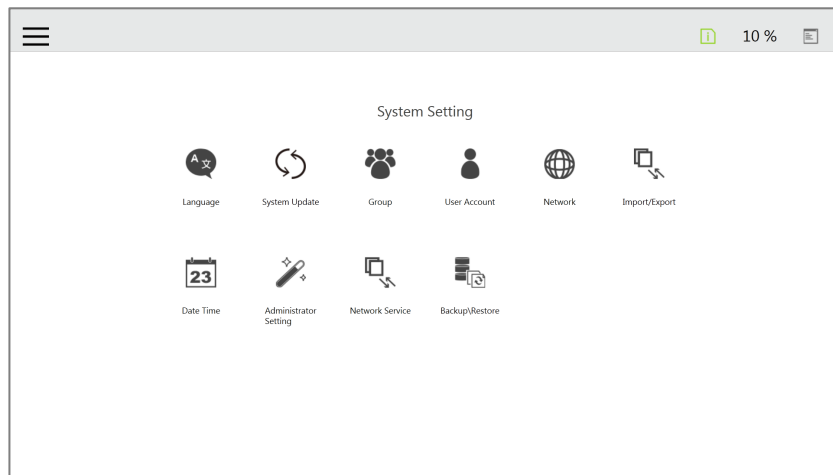 10 %
System Setting
Language System Update Group User Account Network Import/Export
23
Date Time Administrator Setting Network Service Backup\Restore